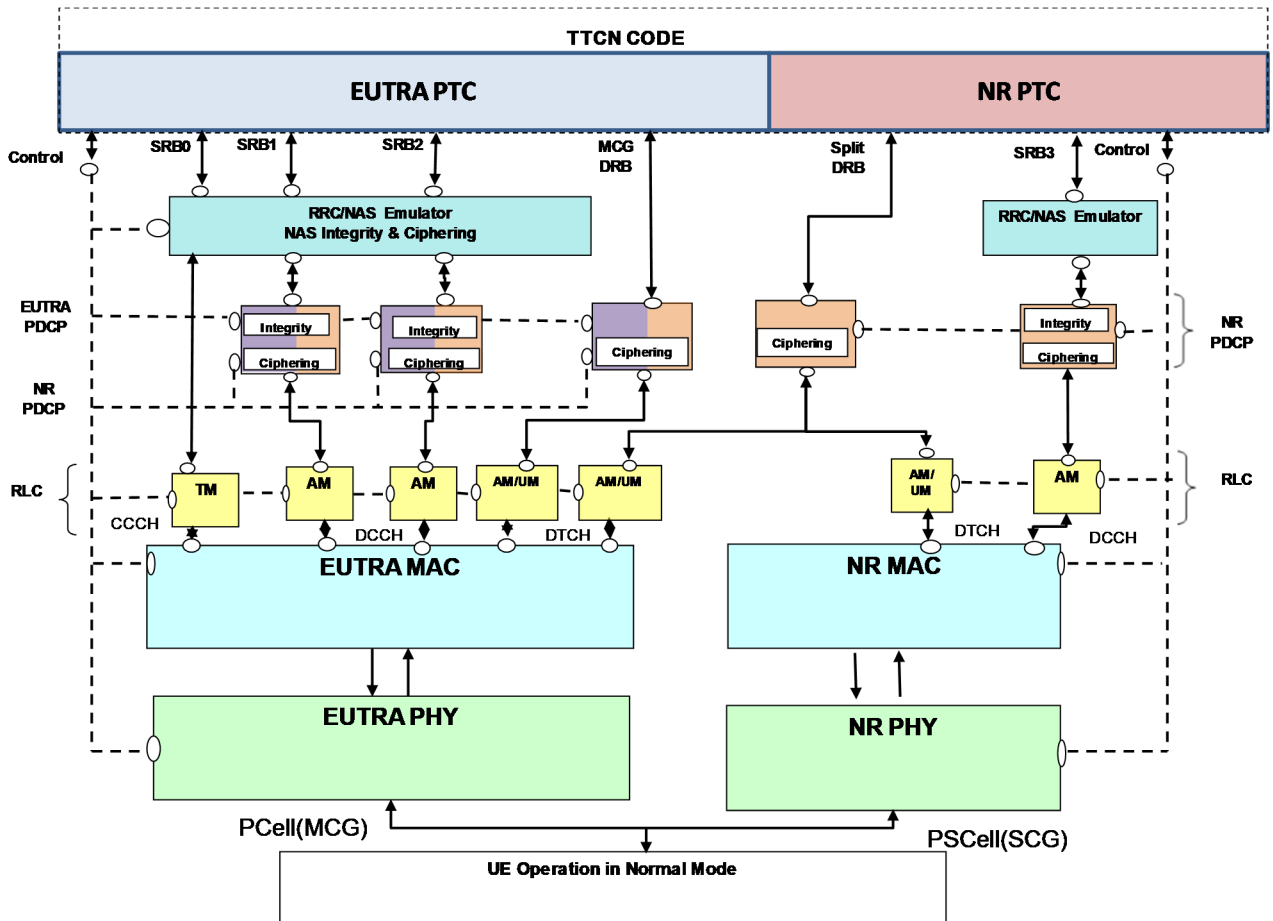 TTCN CODE
EUTRA PTC
NR PTC
Control
SRB0
SRB1
SRB2
MCG
DRB
Split
DRB
SRB3
Control
RRC/NAS Emulator
NAS Integrity & Ciphering
RRC/NAS Emulator
EUTRA
PDCP
Integrity
Ciphering
Integrity
Ciphering
Ciphering
Ciphering
Integrity
Ciphering
NR
PDCP
NR
PDCP
RLC
TM
AM
AM
AM/UM
AM/UM
AM/
UM
AM
RLC
CCCH
DCCH
DTCH
DTCH
DCCH
EUTRA MAC
NR MAC
EUTRA PHY
NR PHY
PCell(MCG)
PSCell(SCG)
UE Operation in Normal Mode